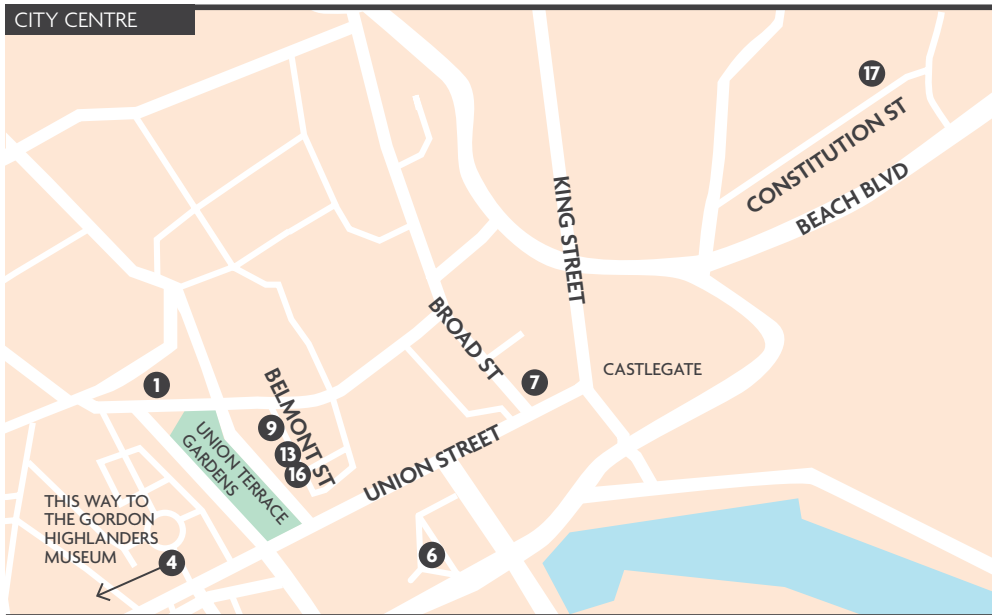 CITY CENTRE
17
CONSTITUTION ST
BEACH BLVD
KING STREET
BROAD ST
CASTLEGATE
7
1
BELMONT ST
9
13
16
UNION TERRACE
GARDENS
UNION STREET
THIS WAY TO
THE GORDON
HIGHLANDERS
MUSEUM
4
6